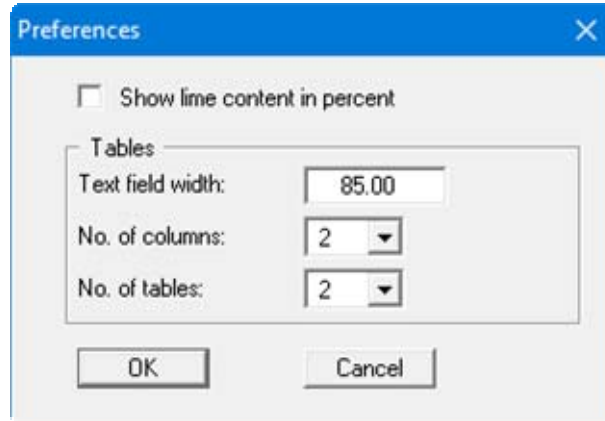 Preferences
Show lime content in percent
Tables
Text field width: 85.00
No. of columns: 2
No. of tables: 2
OK Cancel